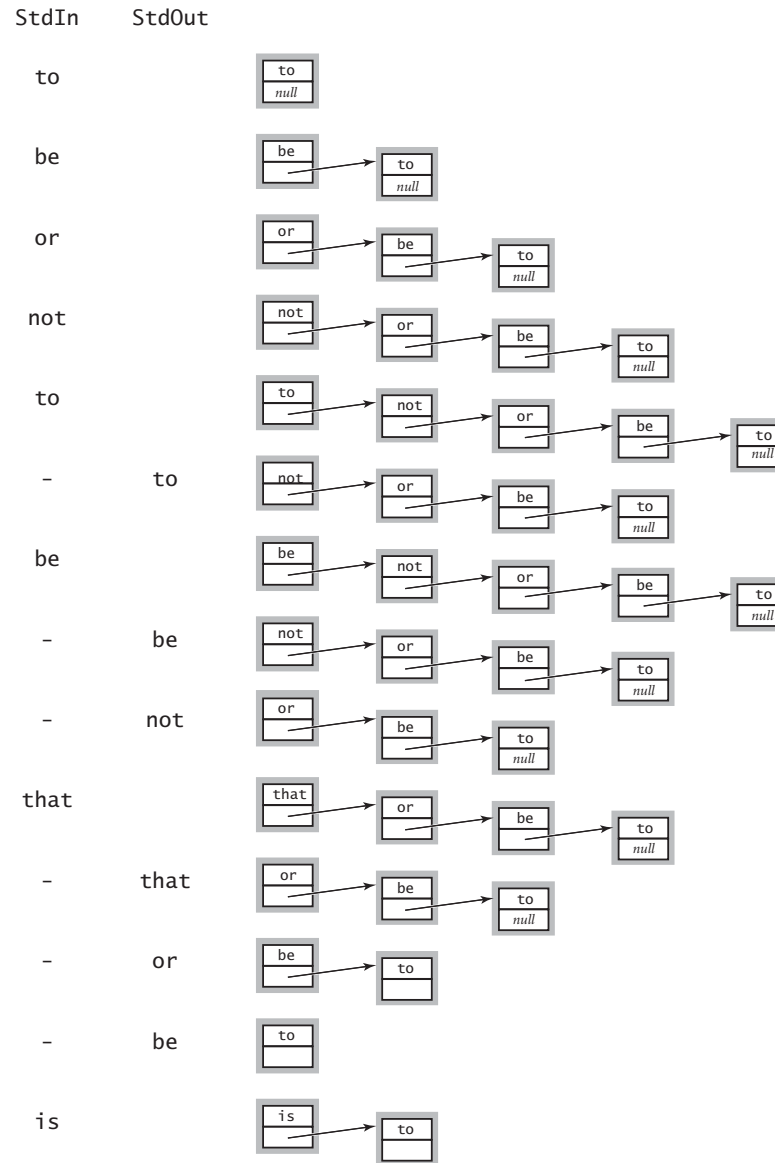 StdIn StdOut
to to
null
be be to
null
or or be to
null
not not or be to
null
to to not or be to
null
- to not or be to
null
be be not or be to
null
- be not or be to
null
- not or be to
null
that that or be to
null
- that or be to
null
- or be to
- be to
is is to